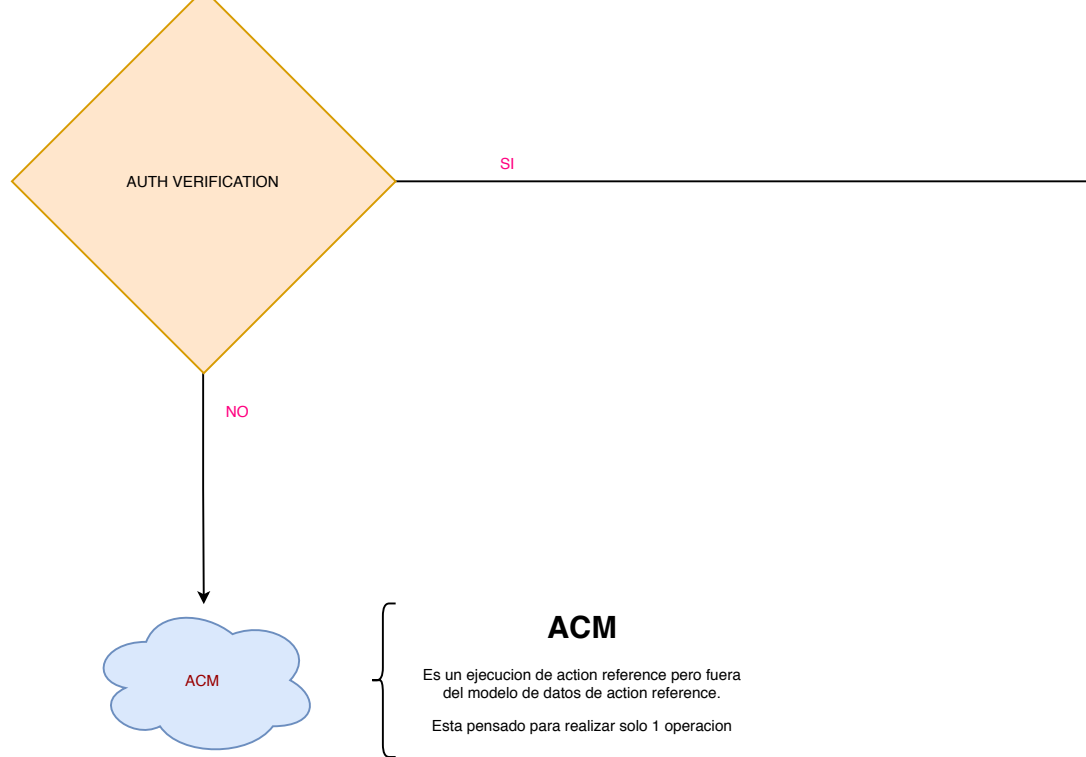 SI
AUTH VERIFICATION
NO
ACM
ACM
Es un ejecucion de action reference pero fuera
del modelo de datos de action reference.
Esta pensado para realizar solo 1 operacion